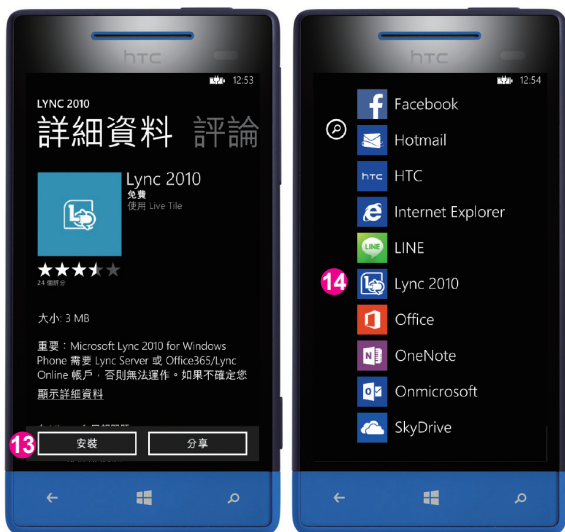 hTC
12:53
LYNC 2010
詳細資料 評論
Lync 2010
免費
使用 Live Tile
24 個評分
大小: 3 MB
重要：Microsoft Lync 2010 for Windows
Phone 需要 Lync Server 或 Office365/Lync
Online 帳戶，否則無法運作。如果不確定您
顯示詳細資料
13
安裝
分享
hTC
12:54
Facebook
Hotmail
hTC
HTC
Internet Explorer
LINE
LINE
14
Lync 2010
Office
OneNote
Onmicrosoft
SkyDrive